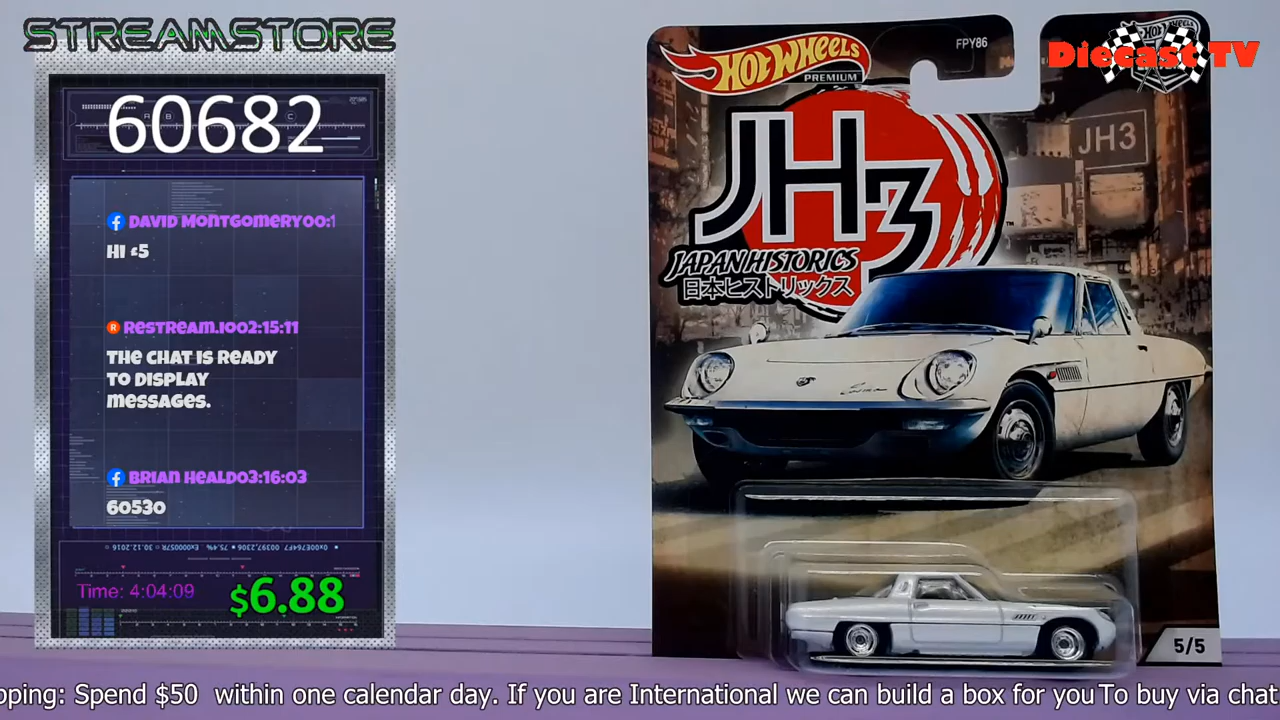 STREAMSTORE
60682
DAVID MONTGOMERY00:1
HI £5
RESTREAM.IO02:15:11
THE CHAT IS READY
TO DISPLAY
MESSAGES.
BRIAN HEALD03:16:03
60530
Time: 4:04:09
$6.88
HOT WHEELS
PREMIUM
FPY86
Diecast TV
JH3
JH3
™
JAPAN HISTORICS
日本ヒストリックス
5/5
pping: Spend $50 within one calendar day. If you are International we can build a box for you To buy via chat